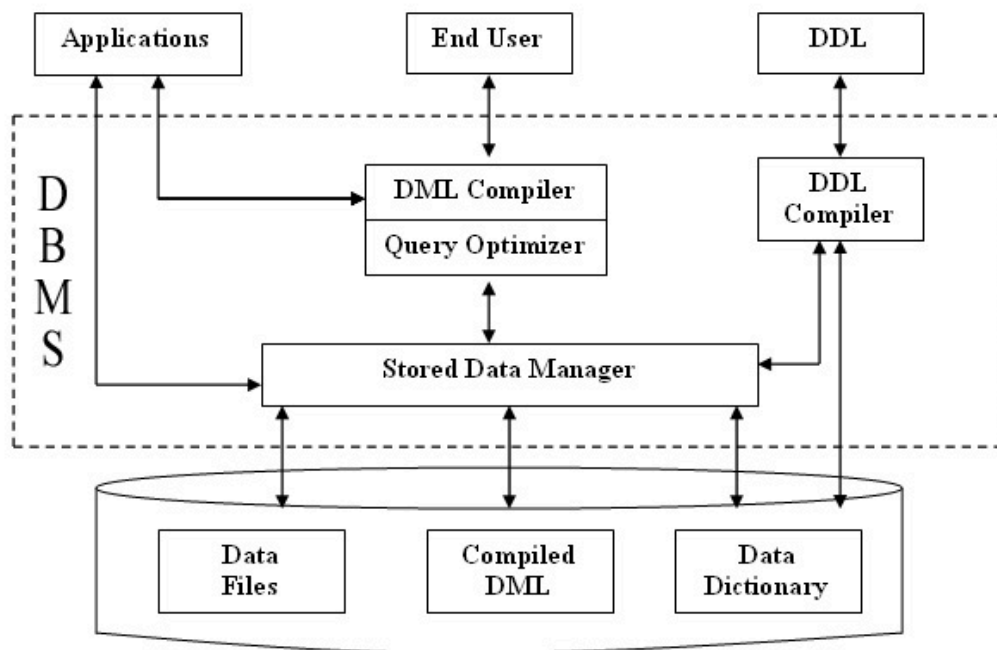 Applications
End User
DDL
D
B
M
S
DML Compiler
Query Optimizer
DDL
Compiler
Stored Data Manager
Data
Files
Compiled
DML
Data
Dictionary